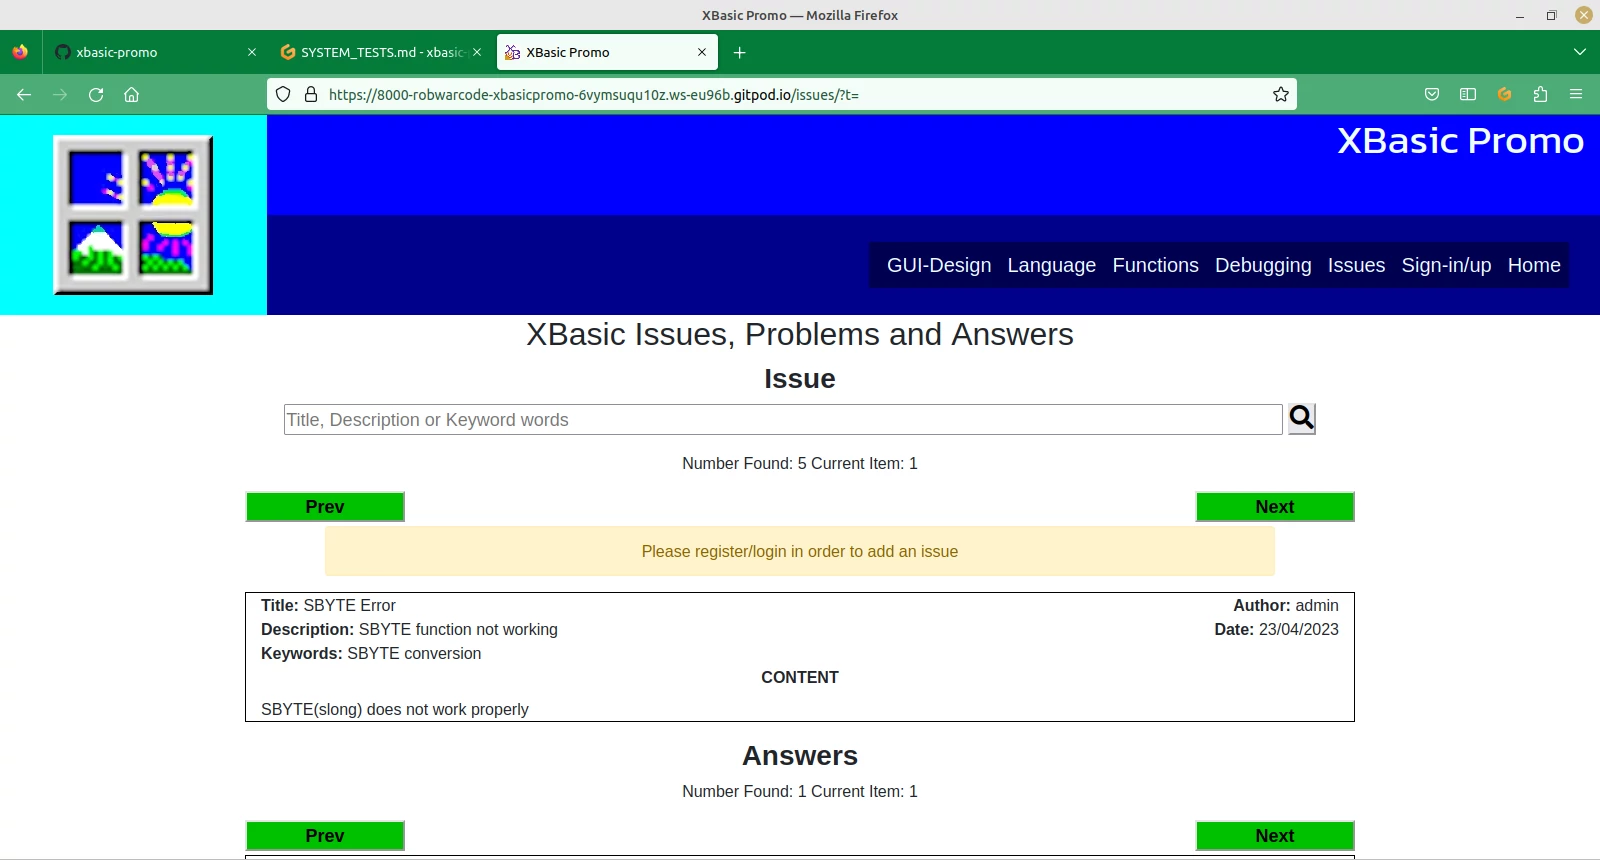 XBasic Promo — Mozilla Firefox
xbasic-promo
SYSTEM_TESTS.md - xbasic-
XBasic Promo
https://8000-robwarcode-xbasicpromo-6vymsuqu10z.ws-eu96b.gitpod.io/issues/?t=
XBasic Promo
GUI-Design Language Functions Debugging Issues Sign-in/up Home
XBasic Issues, Problems and Answers
Issue
Title, Description or Keyword words
Number Found: 5 Current Item: 1
Prev Next
Please register/login in order to add an issue
Title: SBYTE Error Author: admin
Description: SBYTE function not working Date: 23/04/2023
Keywords: SBYTE conversion
CONTENT
SBYTE(slong) does not work properly
Answers
Number Found: 1 Current Item: 1
Prev Next